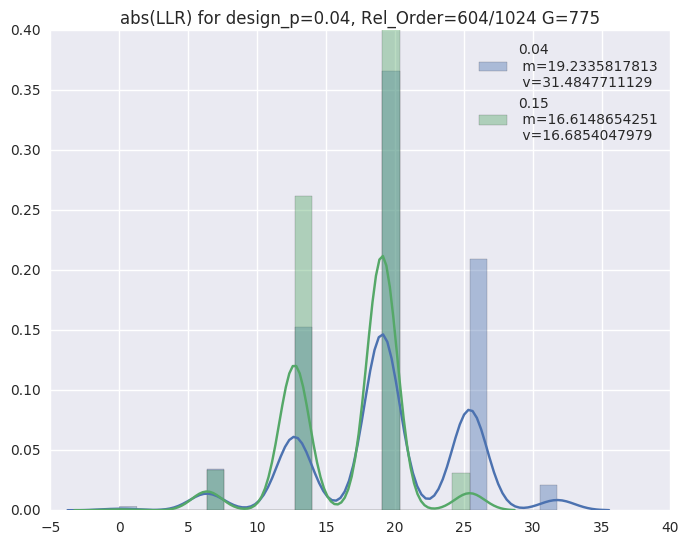 abs(LLR) for design_p=0.04, Rel_Order=604/1024 G=775
0.40
0.35
0.30
0.25
0.20
0.15
0.10
0.05
0.00
0.04
m=19.2335817813
v=31.4847711129
0.15
m=16.6148654251
v=16.6854047979
−5 0 5 10 15 20 25 30 35 40